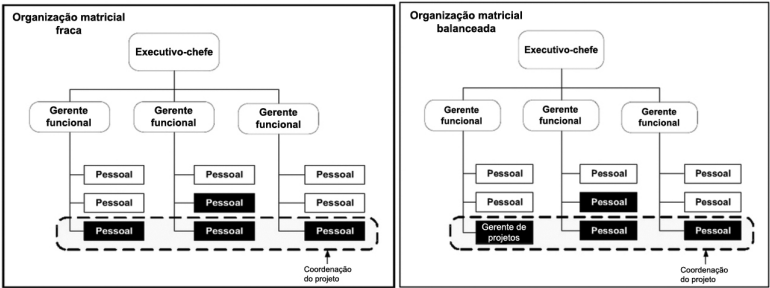 Organização matricial
fraca
Executivo-chefe
Gerente
funcional
Gerente
funcional
Gerente
funcional
Pessoal
Pessoal
Pessoal
Pessoal
Pessoal
Pessoal
Pessoal
Pessoal
Pessoal
Coordenação
do projeto
Organização matricial
balanceada
Executivo-chefe
Gerente
funcional
Gerente
funcional
Gerente
funcional
Pessoal
Pessoal
Pessoal
Pessoal
Pessoal
Pessoal
Gerente de
projetos
Pessoal
Pessoal
Coordenação
do projeto